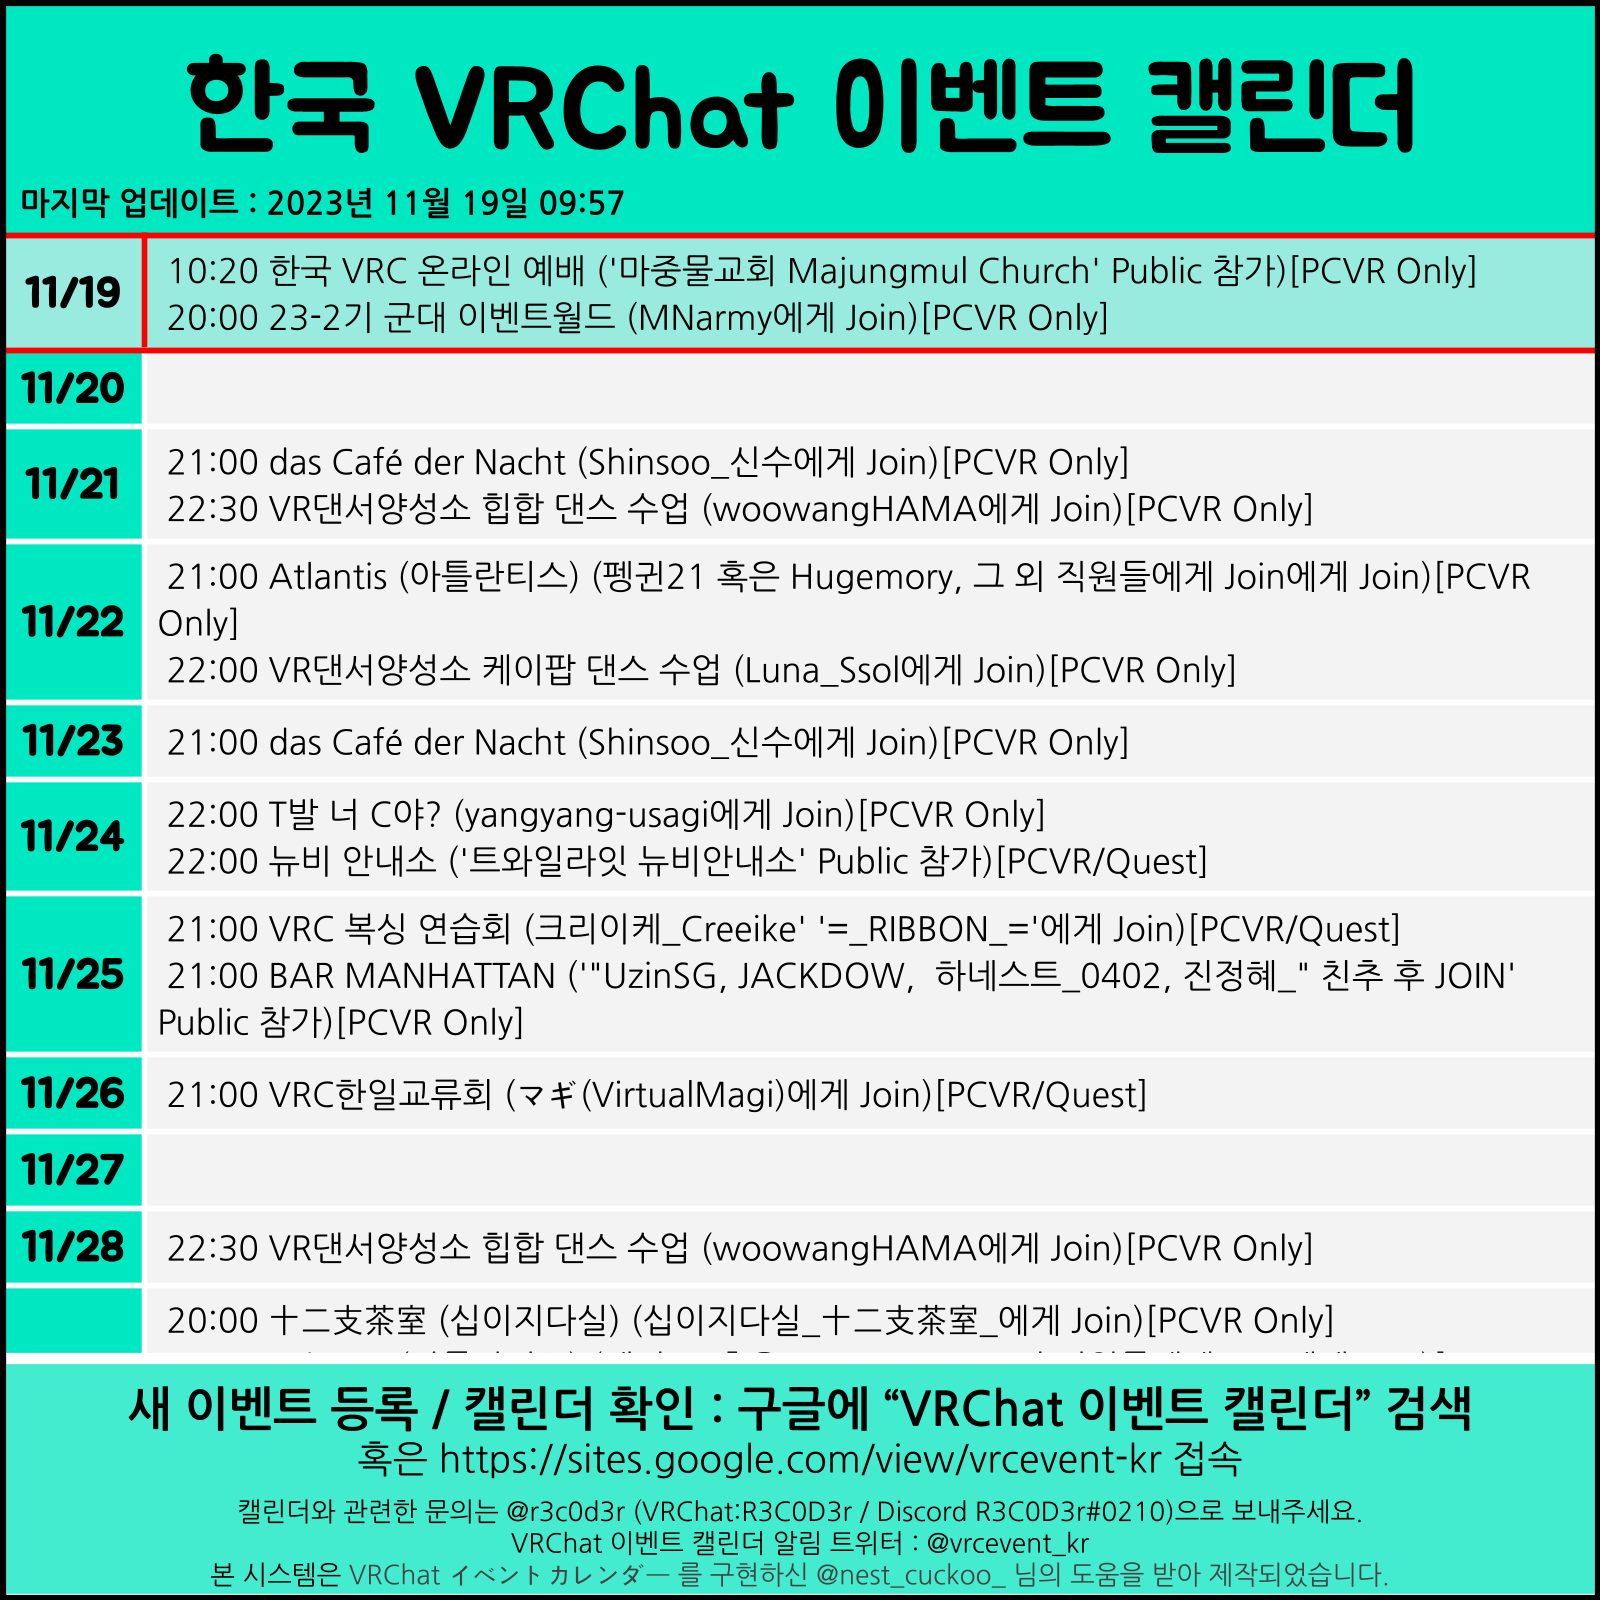 한국 VRChat 이벤트 캘린더
마지막 업데이트 : 2023년 11월 19일 09:57
11/19
10:20 한국 VRC 온라인 예배 ('마중물교회 Majungmul Church' Public 참가)[PCVR Only]
20:00 23-2기 군대 이벤트월드 (MNarmy에게 Join)[PCVR Only]
11/20
11/21
21:00 das Café der Nacht (Shinsoo_신수에게 Join)[PCVR Only]
22:30 VR댄서양성소 힙합 댄스 수업 (woowangHAMA에게 Join)[PCVR Only]
11/22
21:00 Atlantis (아틀란티스) (펭귄21 혹은 Hugemory, 그 외 직원들에게 Join에게 Join)[PCVR
Only]
22:00 VR댄서양성소 케이팝 댄스 수업 (Luna_Ssol에게 Join)[PCVR Only]
11/23
21:00 das Café der Nacht (Shinsoo_신수에게 Join)[PCVR Only]
11/24
22:00 T발 너 C야? (yangyang-usagi에게 Join)[PCVR Only]
22:00 뉴비 안내소 ('트와일라잇 뉴비안내소' Public 참가)[PCVR/Quest]
11/25
21:00 VRC 복싱 연습회 (크리이케_Creeike' '=_RIBBON_='에게 Join)[PCVR/Quest]
21:00 BAR MANHATTAN ('"UzinSG, JACKDOW,  하네스트_0402, 진정혜_" 친추 후 JOIN'
Public 참가)[PCVR Only]
11/26
21:00 VRC한일교류회 (マギ(VirtualMagi)에게 Join)[PCVR/Quest]
11/27
11/28
22:30 VR댄서양성소 힙합 댄스 수업 (woowangHAMA에게 Join)[PCVR Only]
20:00 十二支茶室 (십이지다실) (십이지다실_十二支茶室_에게 Join)[PCVR Only]
새 이벤트 등록 / 캘린더 확인 : 구글에 “VRChat 이벤트 캘린더” 검색
혹은 https://sites.google.com/view/vrcevent-kr 접속
캘린더와 관련한 문의는 @r3c0d3r (VRChat:R3C0D3r / Discord R3C0D3r#0210)으로 보내주세요.
VRChat 이벤트 캘린더 알림 트위터 : @vrcevent_kr
본 시스템은 VRChat イベントカレンダー 를 구현하신 @nest_cuckoo_ 님의 도움을 받아 제작되었습니다.